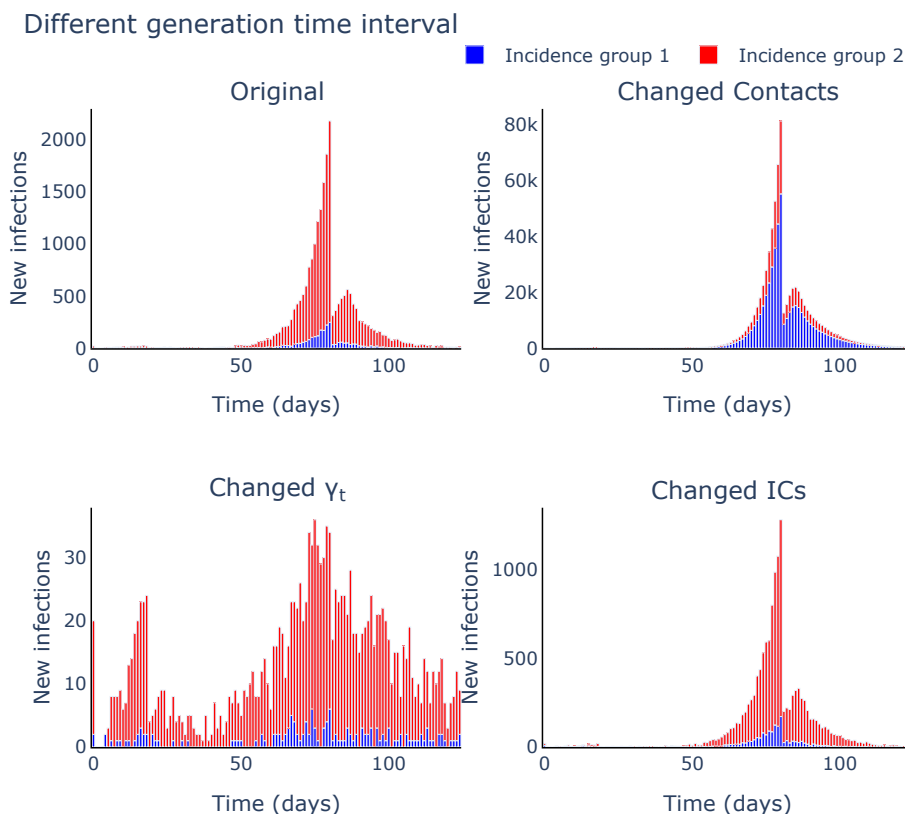 Different generation time interval
Incidence group 1 Incidence group 2
Original
New infections
2000
1500
1000
500
0
0 50 100
Time (days)
Changed Contacts
New infections
80k
60k
40k
20k
0
0 50 100
Time (days)
Changed γt
New infections
30
20
10
0
0 50 100
Time (days)
Changed ICs
New infections
1000
500
0
0 50 100
Time (days)